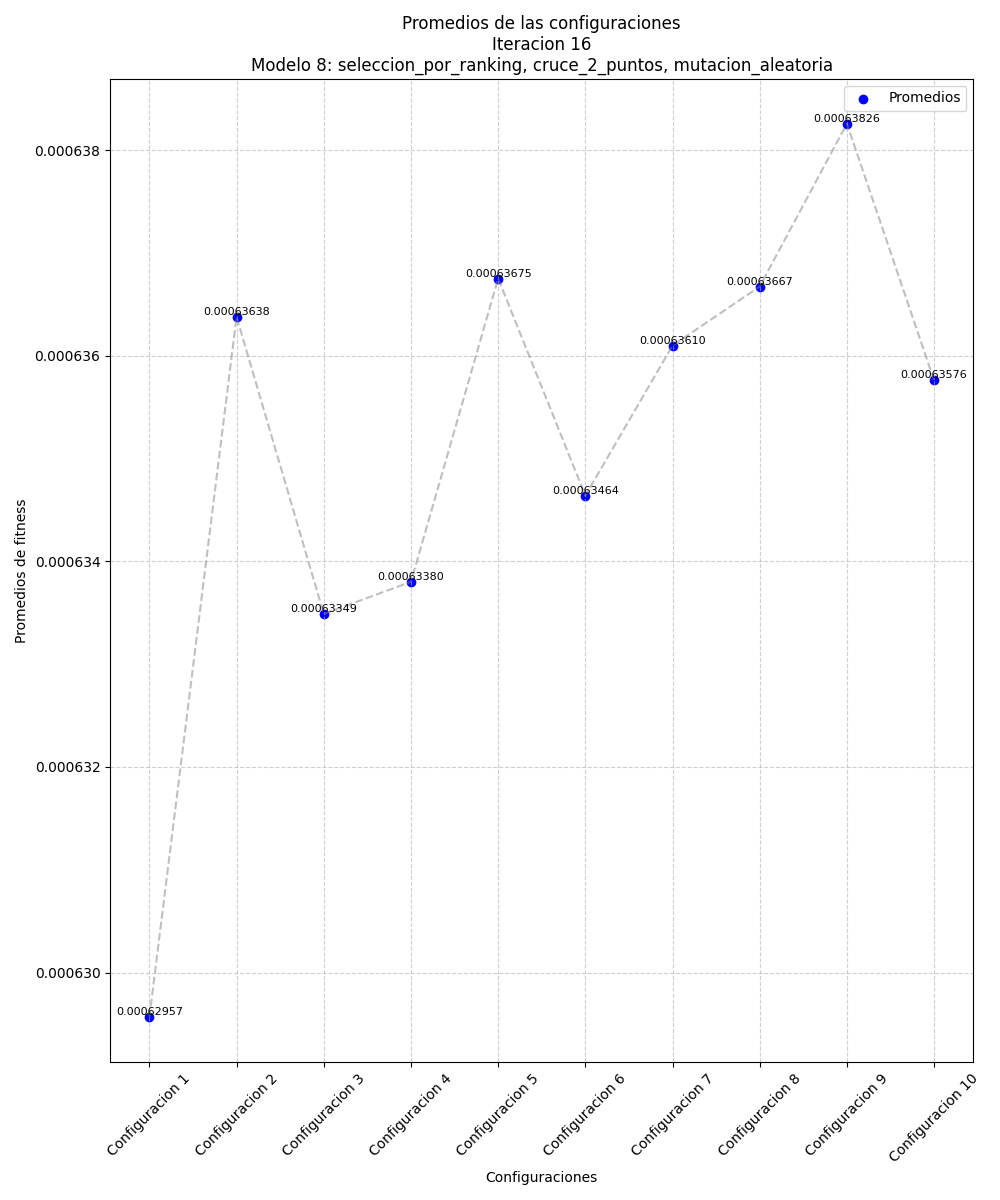 Promedios de las configuraciones
Iteracion 16
Modelo 8: seleccion_por_ranking, cruce_2_puntos, mutacion_aleatoria
Promedios
0.00063826
0.000638
0.00063675
0.00063667
0.00063638
0.00063610
0.000636
0.00063576
0.00063464
0.000634
0.00063380
0.00063349
Promedios de fitness
0.000632
0.000630
0.00062957
Configuracion 1
Configuracion 2
Configuracion 3
Configuracion 4
Configuracion 5
Configuracion 6
Configuracion 7
Configuracion 8
Configuracion 9
Configuracion 10
Configuraciones